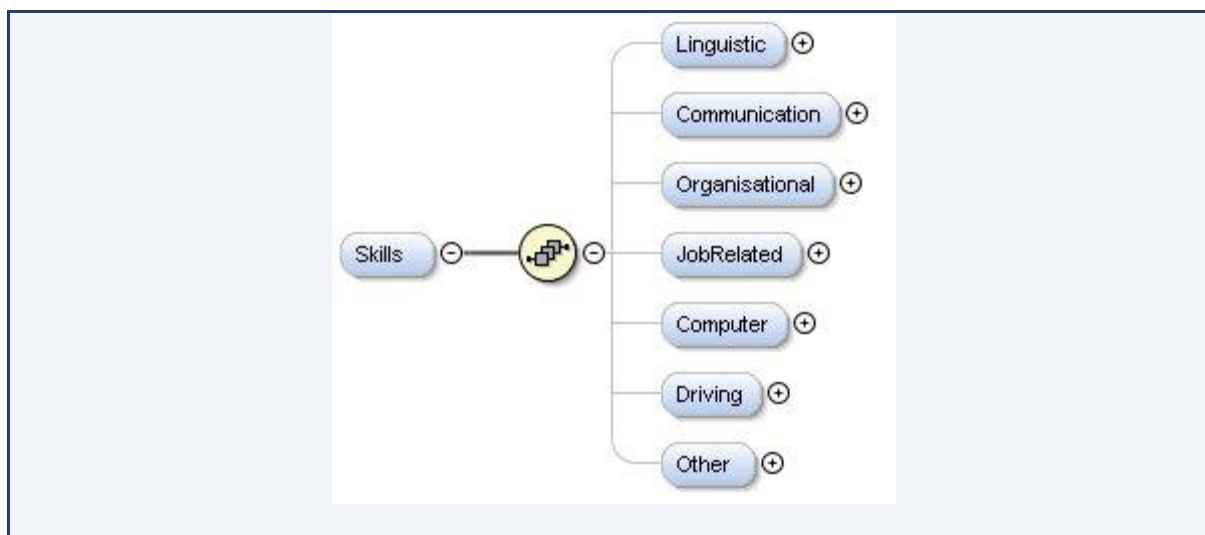 Linguistic
Communication
Organisational
Skills
JobRelated
Computer
Driving
Other